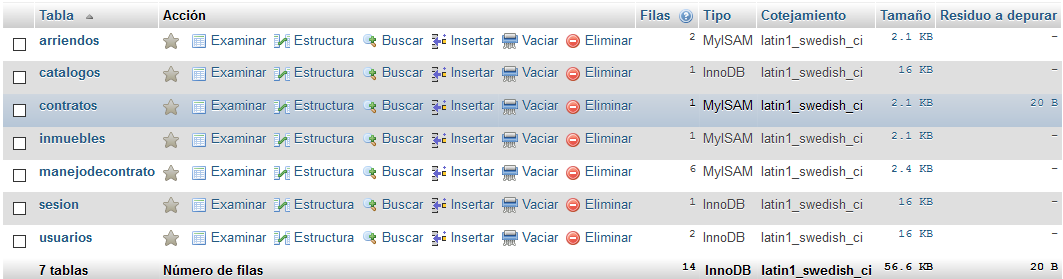 Tabla Acción Filas Tipo Cotejamiento Tamaño Residuo a depurar
arriendos Examinar Estructura Buscar Insertar Vaciar Eliminar 2 MyISAM latin1_swedish_ci 2.1 KB -
catalogos Examinar Estructura Buscar Insertar Vaciar Eliminar 1 InnoDB latin1_swedish_ci 16 KB -
contratos Examinar Estructura Buscar Insertar Vaciar Eliminar 1 MyISAM latin1_swedish_ci 2.1 KB 20 B
inmuebles Examinar Estructura Buscar Insertar Vaciar Eliminar 1 MyISAM latin1_swedish_ci 2.1 KB -
manejodecontrato Examinar Estructura Buscar Insertar Vaciar Eliminar 6 MyISAM latin1_swedish_ci 2.4 KB -
sesion Examinar Estructura Buscar Insertar Vaciar Eliminar 1 InnoDB latin1_swedish_ci 16 KB -
usuarios Examinar Estructura Buscar Insertar Vaciar Eliminar 2 InnoDB latin1_swedish_ci 16 KB -
7 tablas Número de filas 14 InnoDB latin1_swedish_ci 56.6 KB 20 B